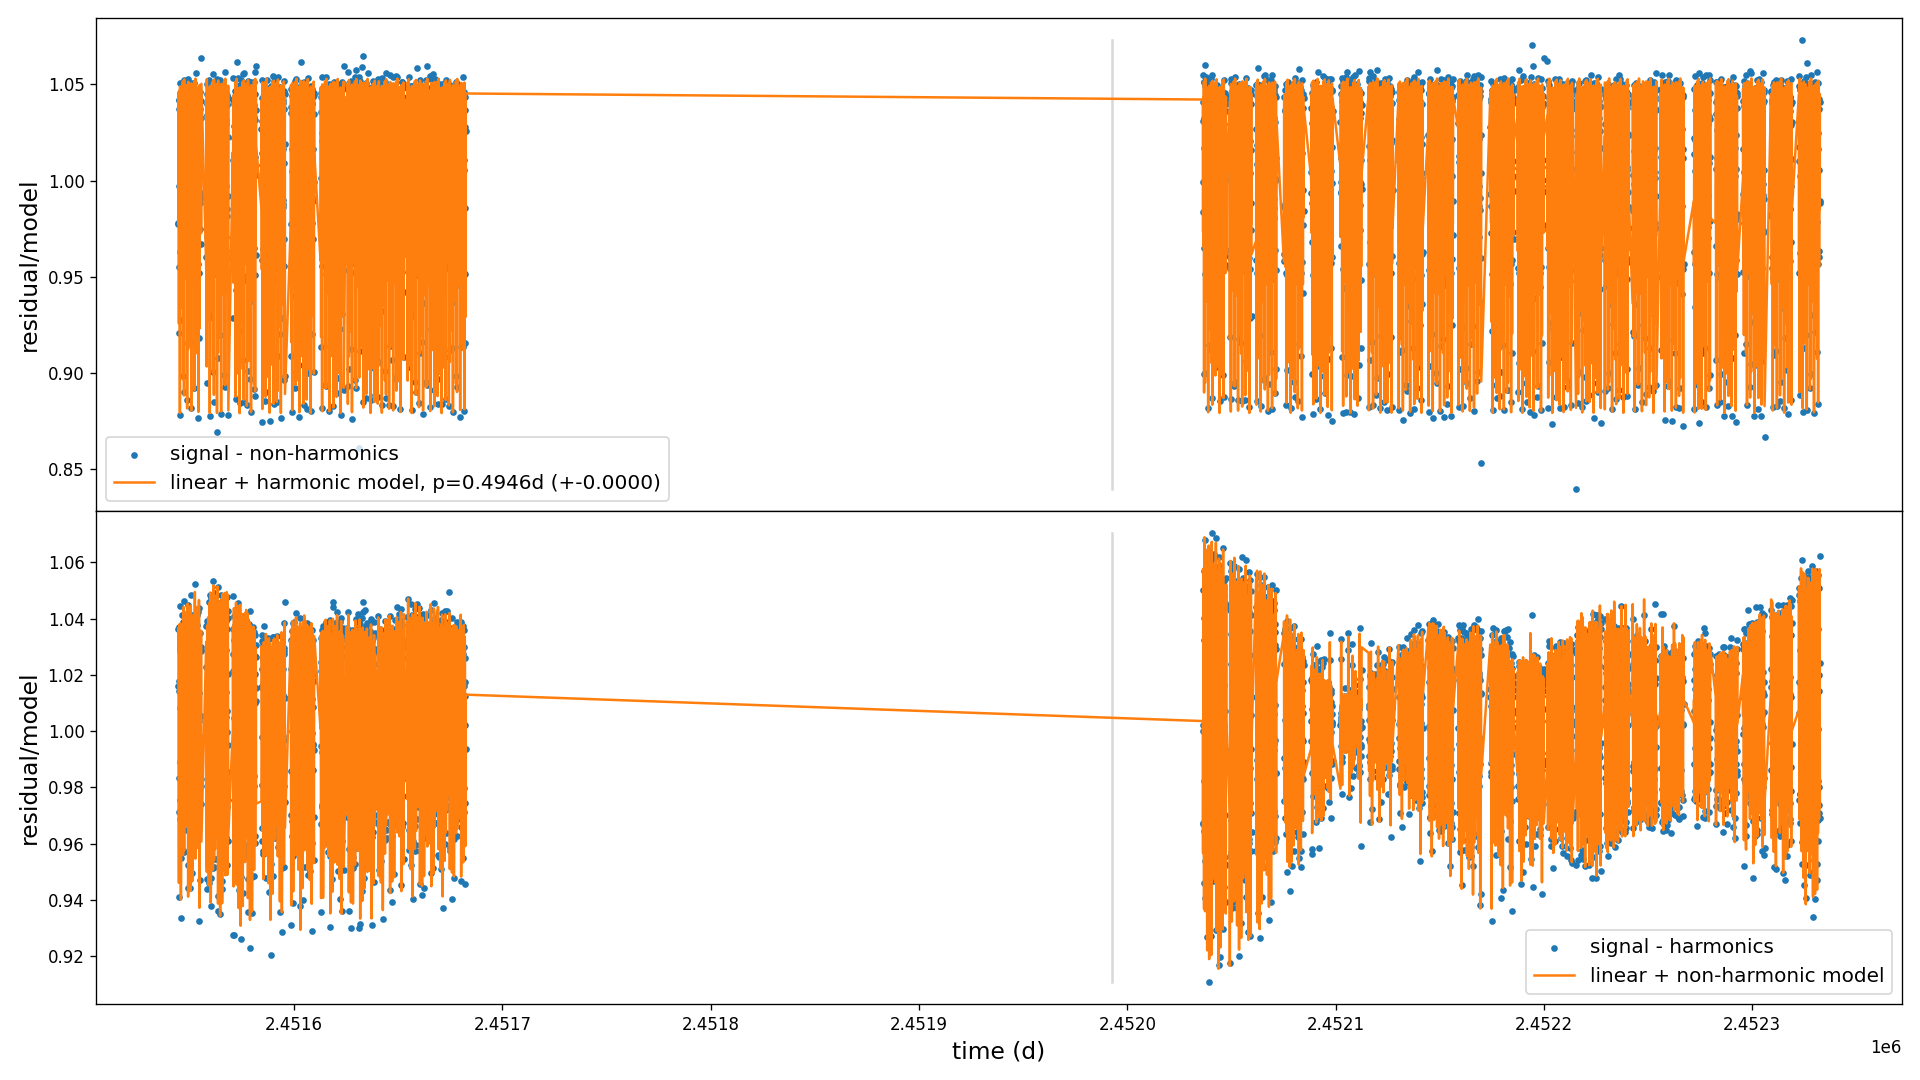 residual/model
1.05
1.00
0.95
0.90
0.85
signal - non-harmonics
linear + harmonic model, p=0.4946d (+-0.0000)
residual/model
1.06
1.04
1.02
1.00
0.98
0.96
0.94
0.92
signal - harmonics
linear + non-harmonic model
2.4516
2.4517
2.4518
2.4519
2.4520
2.4521
2.4522
2.4523
1e6
time (d)